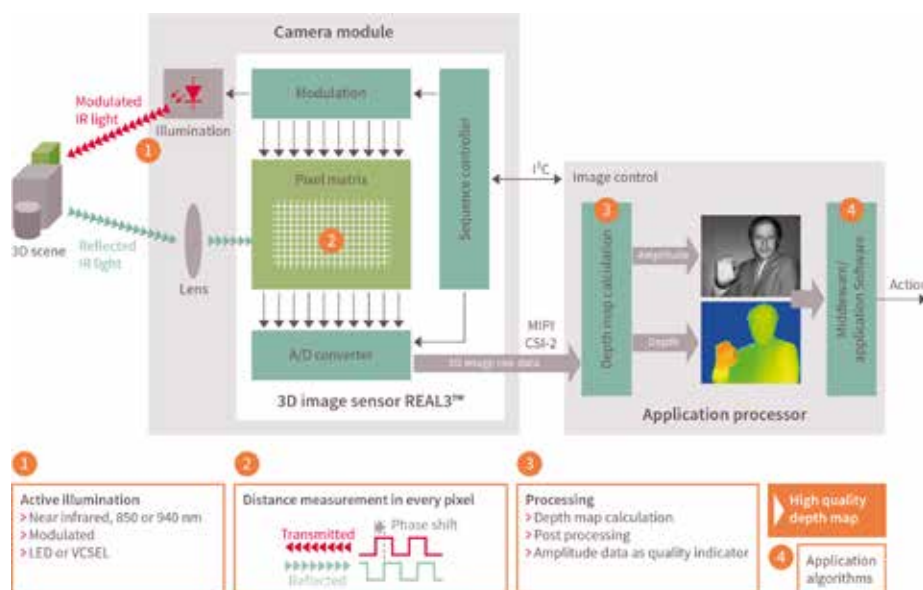 Camera module
Modulated
IR light
Illumination
Modulation
Sequence controller
1
Pixel matrix
2
3D scene
Reflected
IR light
Lens
A/D converter
3D image sensor REAL3™
I²C
MIPI
CSI-2
3D image raw data
Image control
3
Depth map calculation
Amplitude
Depth
4
Middleware/
application Software
Action
Application processor
1
Active illumination
> Near infrared, 850 or 940 nm
> Modulated
> LED or VCSEL
2
Distance measurement in every pixel
Phase shift
Transmitted
Reflected
3
Processing
> Depth map calculation
> Post processing
> Amplitude data as quality indicator
High quality
depth map
4
Application
algorithms